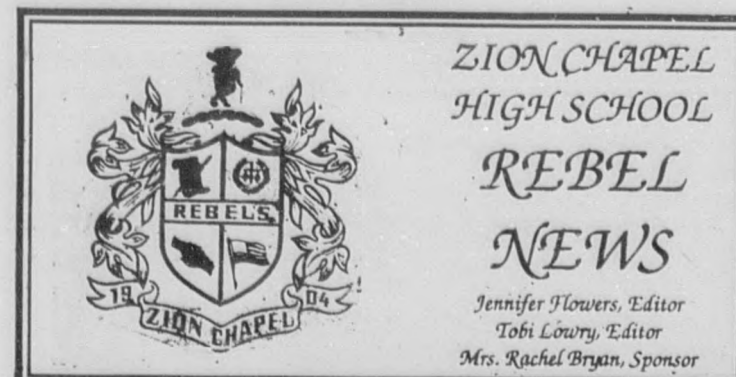 REBELS
19 04
ZION CHAPEL
ZION CHAPEL
HIGH SCHOOL
REBEL
NEWS
Jennifer Flowers, Editor
Tobi Lowry, Editor
Mrs. Rachel Bryan, Sponsor